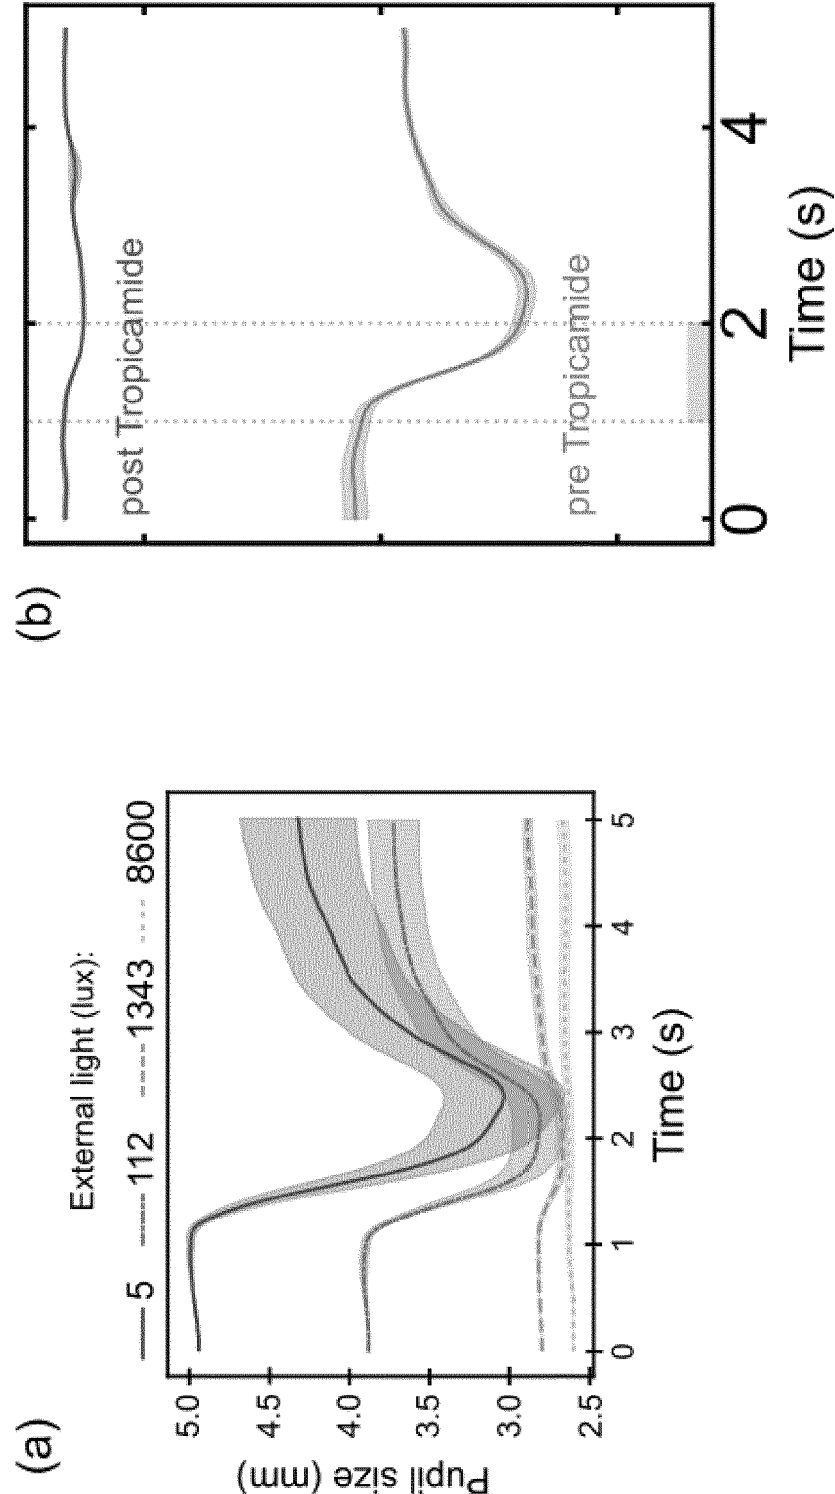 (a)
External light (lux):
5 112 1343 8600
5.0
4.5
4.0
3.5
3.0
2.5
Pupil size (mm)
0 1 2 3 4 5
Time (s)
(b)
post Tropicamide
pre Tropicamide
0 2 4
Time (s)